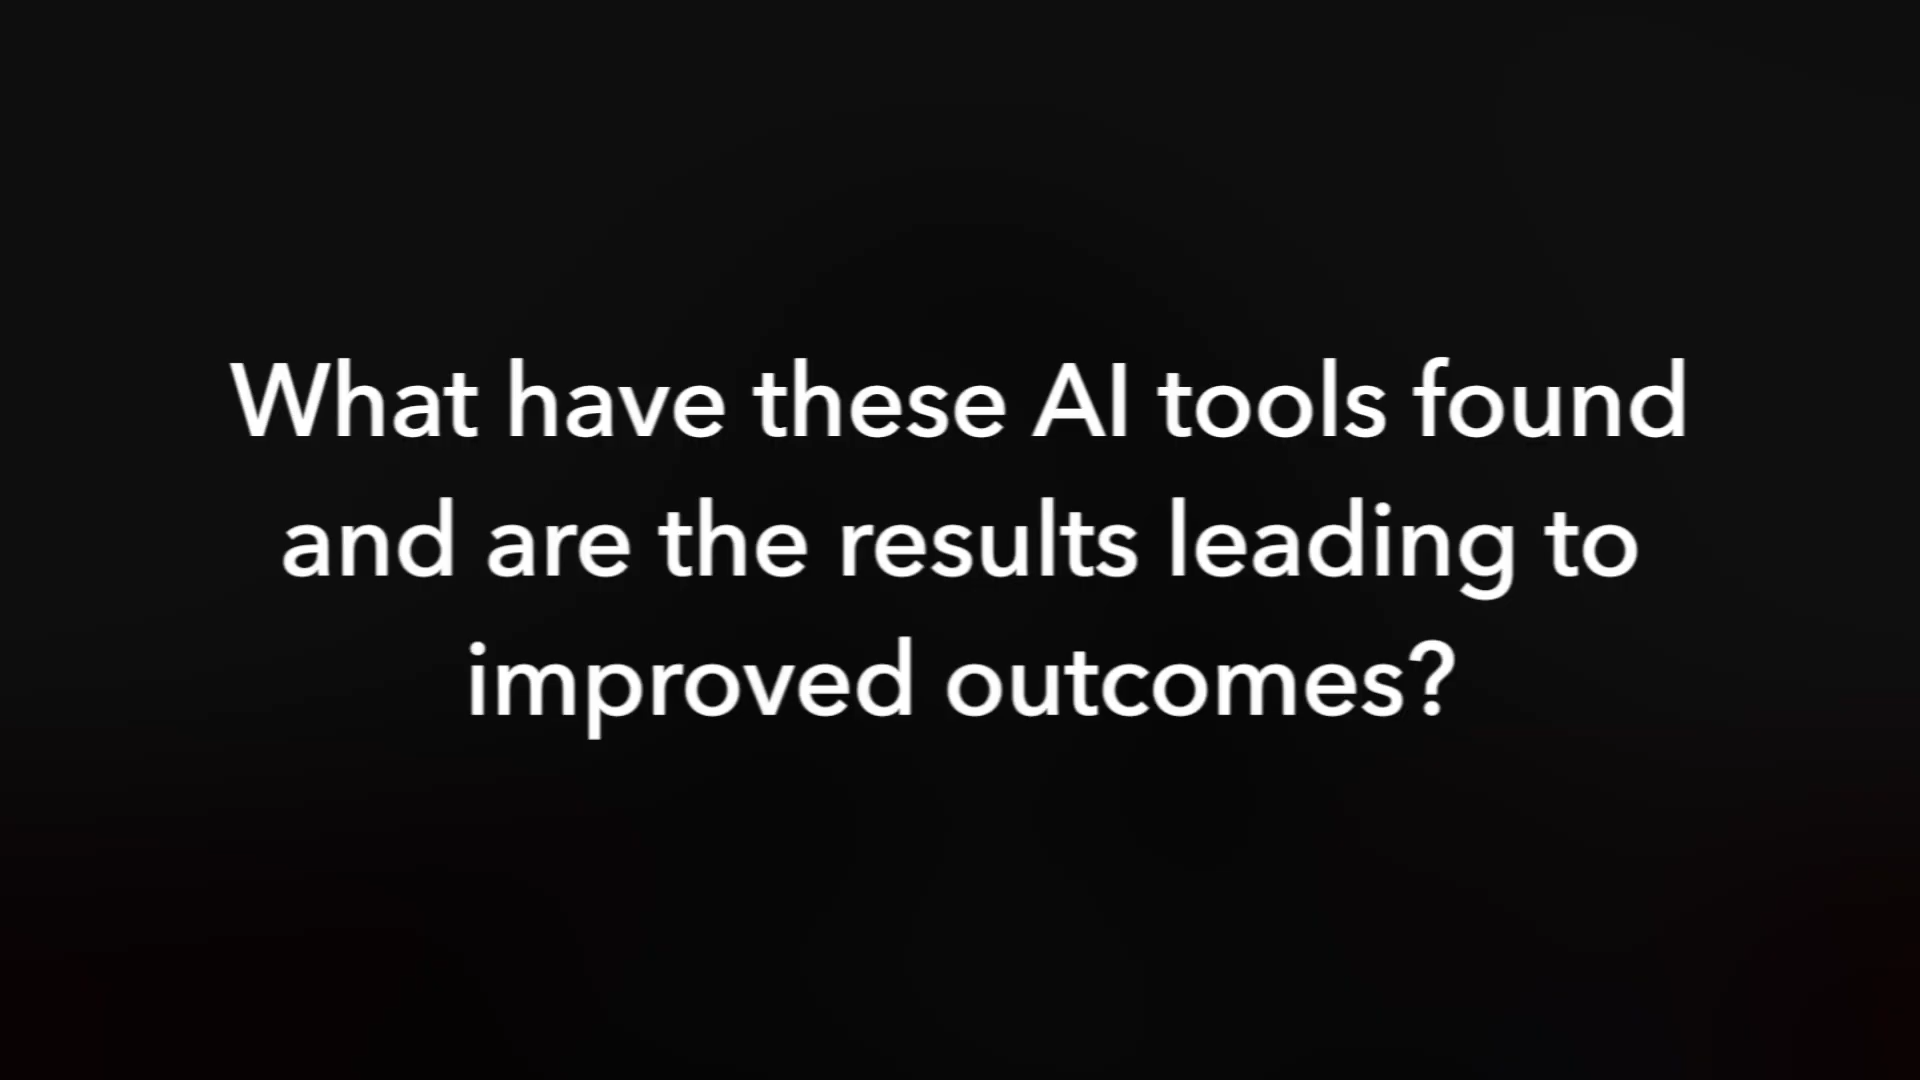 What have these AI tools found
and are the results leading to
improved outcomes?